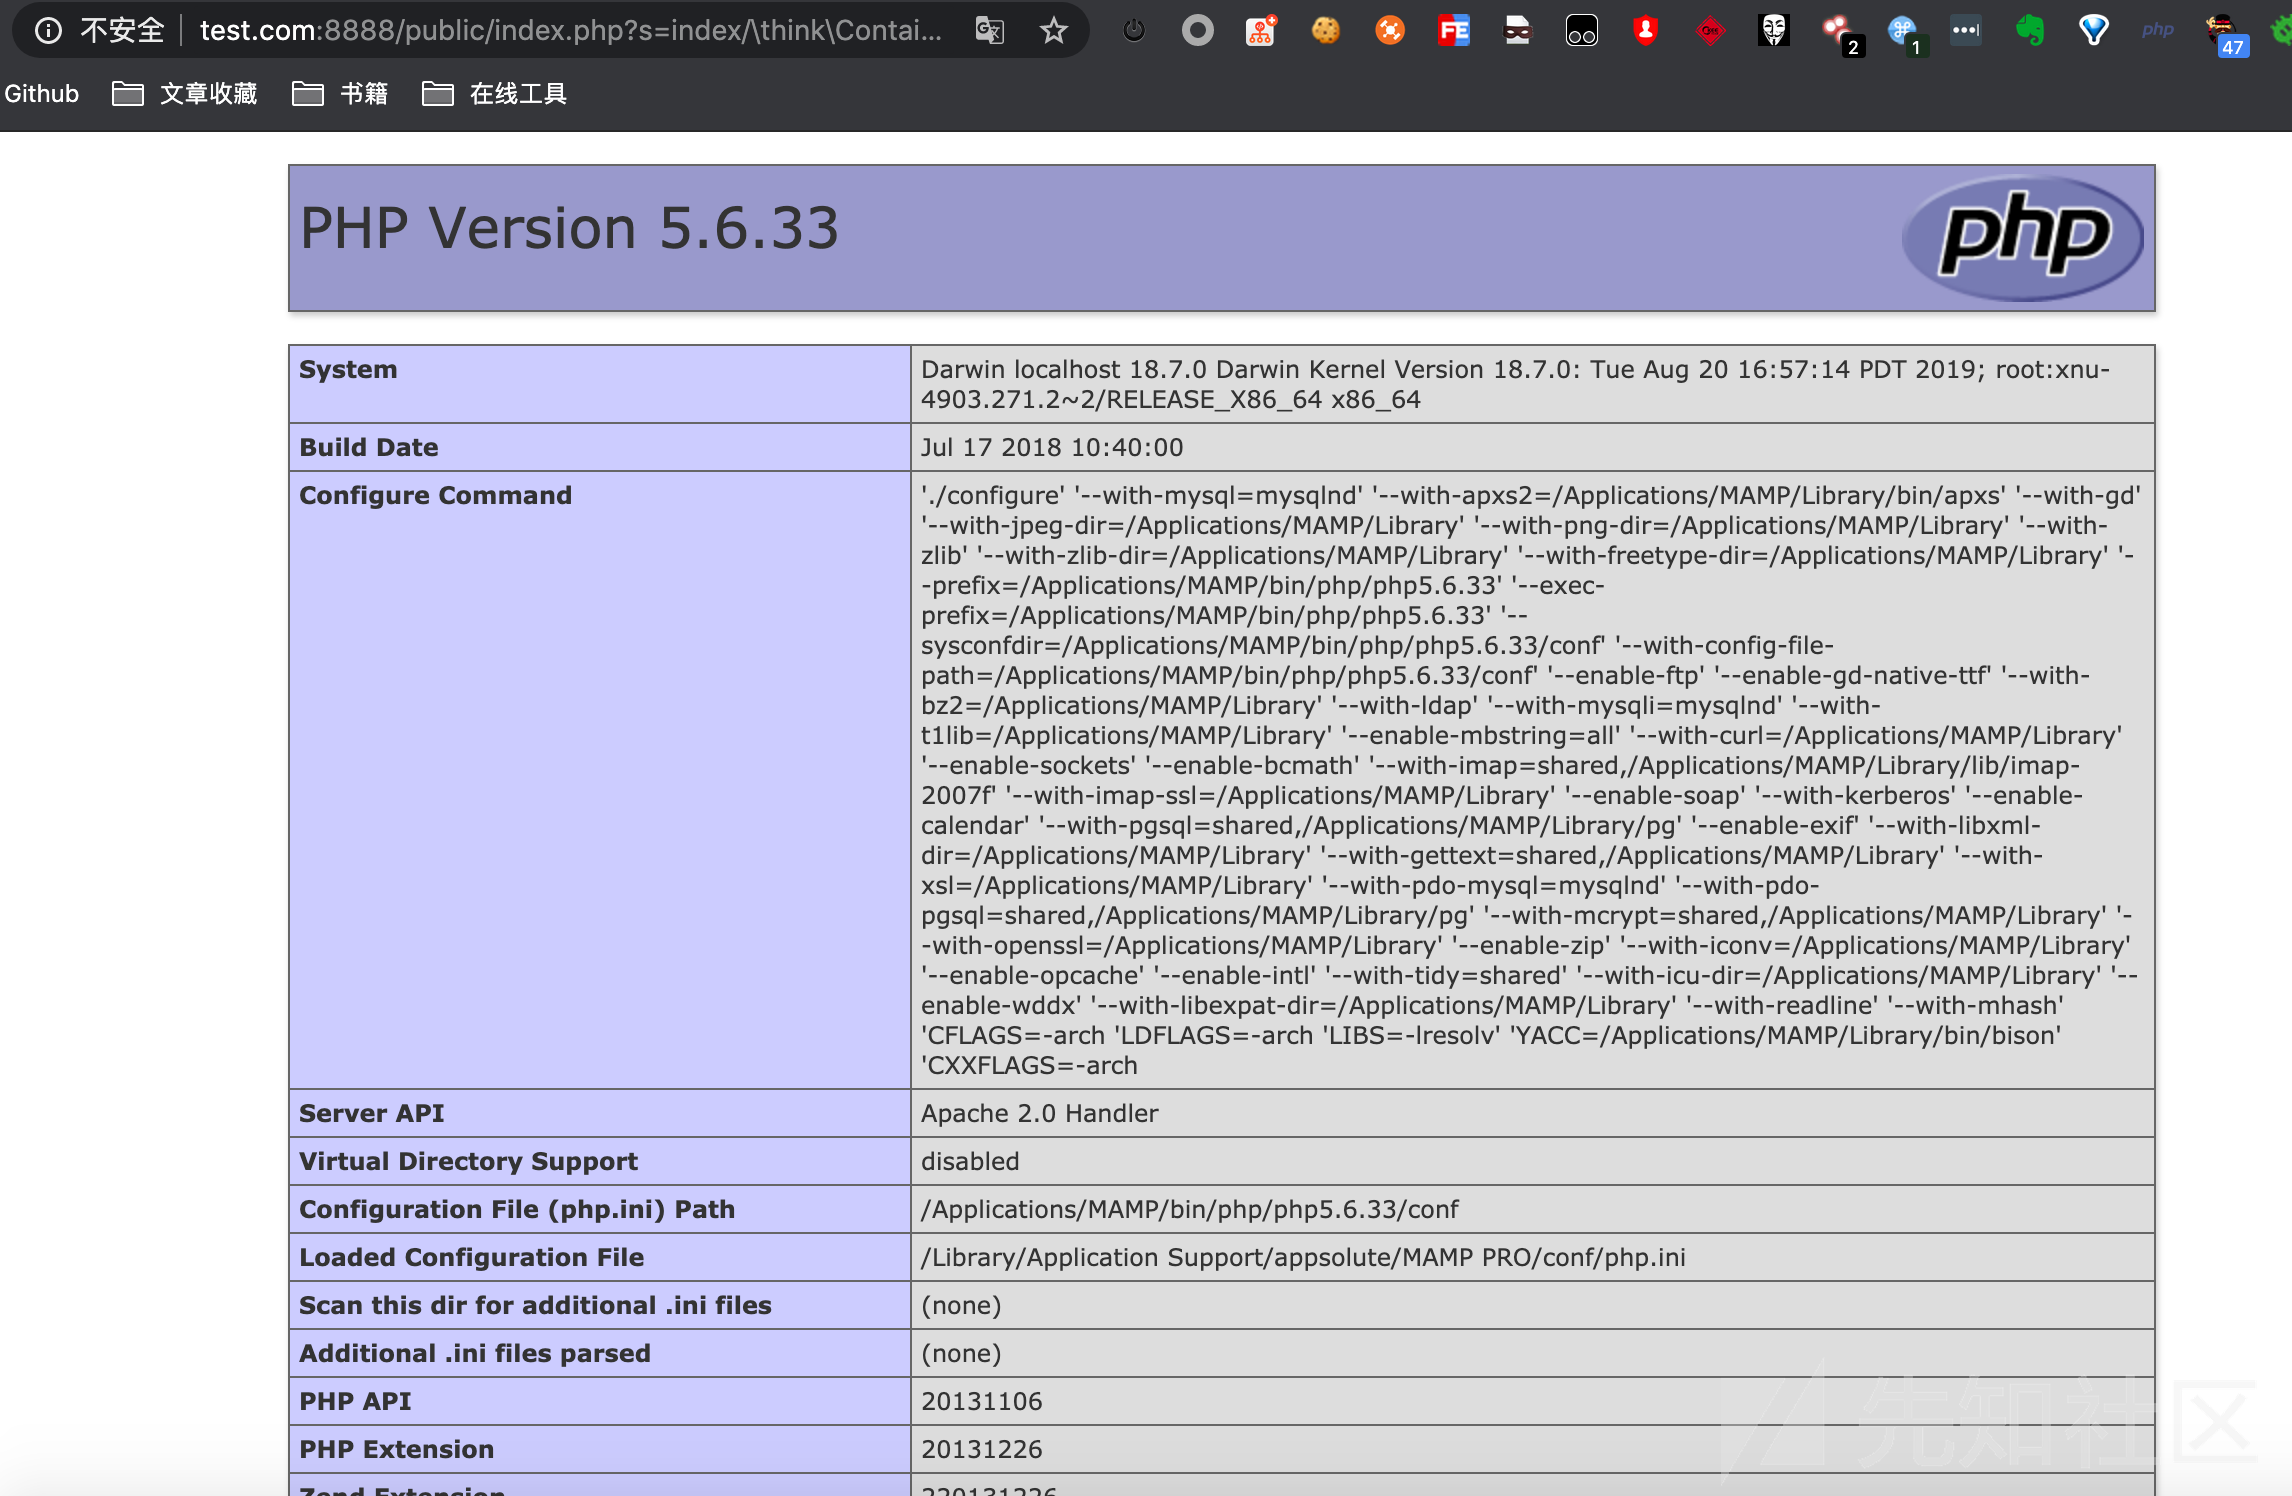 不安全 test.com:8888/public/index.php?s=index/\think\Contai...
2 1 php 47
Github 文章收藏 书籍 在线工具
PHP Version 5.6.33
php
System
Darwin localhost 18.7.0 Darwin Kernel Version 18.7.0: Tue Aug 20 16:57:14 PDT 2019; root:xnu-
4903.271.2~2/RELEASE_X86_64 x86_64
Build Date Jul 17 2018 10:40:00
Configure Command
'./configure' '--with-mysql=mysqlnd' '--with-apxs2=/Applications/MAMP/Library/bin/apxs' '--with-gd'
'--with-jpeg-dir=/Applications/MAMP/Library' '--with-png-dir=/Applications/MAMP/Library' '--with-
zlib' '--with-zlib-dir=/Applications/MAMP/Library' '--with-freetype-dir=/Applications/MAMP/Library' '-
-prefix=/Applications/MAMP/bin/php/php5.6.33' '--exec-
prefix=/Applications/MAMP/bin/php/php5.6.33' '--
sysconfdir=/Applications/MAMP/bin/php/php5.6.33/conf' '--with-config-file-
path=/Applications/MAMP/bin/php/php5.6.33/conf' '--enable-ftp' '--enable-gd-native-ttf' '--with-
bz2=/Applications/MAMP/Library' '--with-ldap' '--with-mysqli=mysqlnd' '--with-
t1lib=/Applications/MAMP/Library' '--enable-mbstring=all' '--with-curl=/Applications/MAMP/Library'
'--enable-sockets' '--enable-bcmath' '--with-imap=shared,/Applications/MAMP/Library/lib/imap-
2007f' '--with-imap-ssl=/Applications/MAMP/Library' '--enable-soap' '--with-kerberos' '--enable-
calendar' '--with-pgsql=shared,/Applications/MAMP/Library/pg' '--enable-exif' '--with-libxml-
dir=/Applications/MAMP/Library' '--with-gettext=shared,/Applications/MAMP/Library' '--with-
xsl=/Applications/MAMP/Library' '--with-pdo-mysql=mysqlnd' '--with-pdo-
pgsql=shared,/Applications/MAMP/Library/pg' '--with-mcrypt=shared,/Applications/MAMP/Library' '-
-with-openssl=/Applications/MAMP/Library' '--enable-zip' '--with-iconv=/Applications/MAMP/Library'
'--enable-opcache' '--enable-intl' '--with-tidy=shared' '--with-icu-dir=/Applications/MAMP/Library' '--
enable-wddx' '--with-libexpat-dir=/Applications/MAMP/Library' '--with-readline' '--with-mhash'
'CFLAGS=-arch 'LDFLAGS=-arch 'LIBS=-lresolv' 'YACC=/Applications/MAMP/Library/bin/bison'
'CXXFLAGS=-arch
Server API Apache 2.0 Handler
Virtual Directory Support disabled
Configuration File (php.ini) Path /Applications/MAMP/bin/php/php5.6.33/conf
Loaded Configuration File /Library/Application Support/appsolute/MAMP PRO/conf/php.ini
Scan this dir for additional .ini files (none)
Additional .ini files parsed (none)
PHP API 20131106
PHP Extension 20131226
Zend Extension 220131226
先知社区